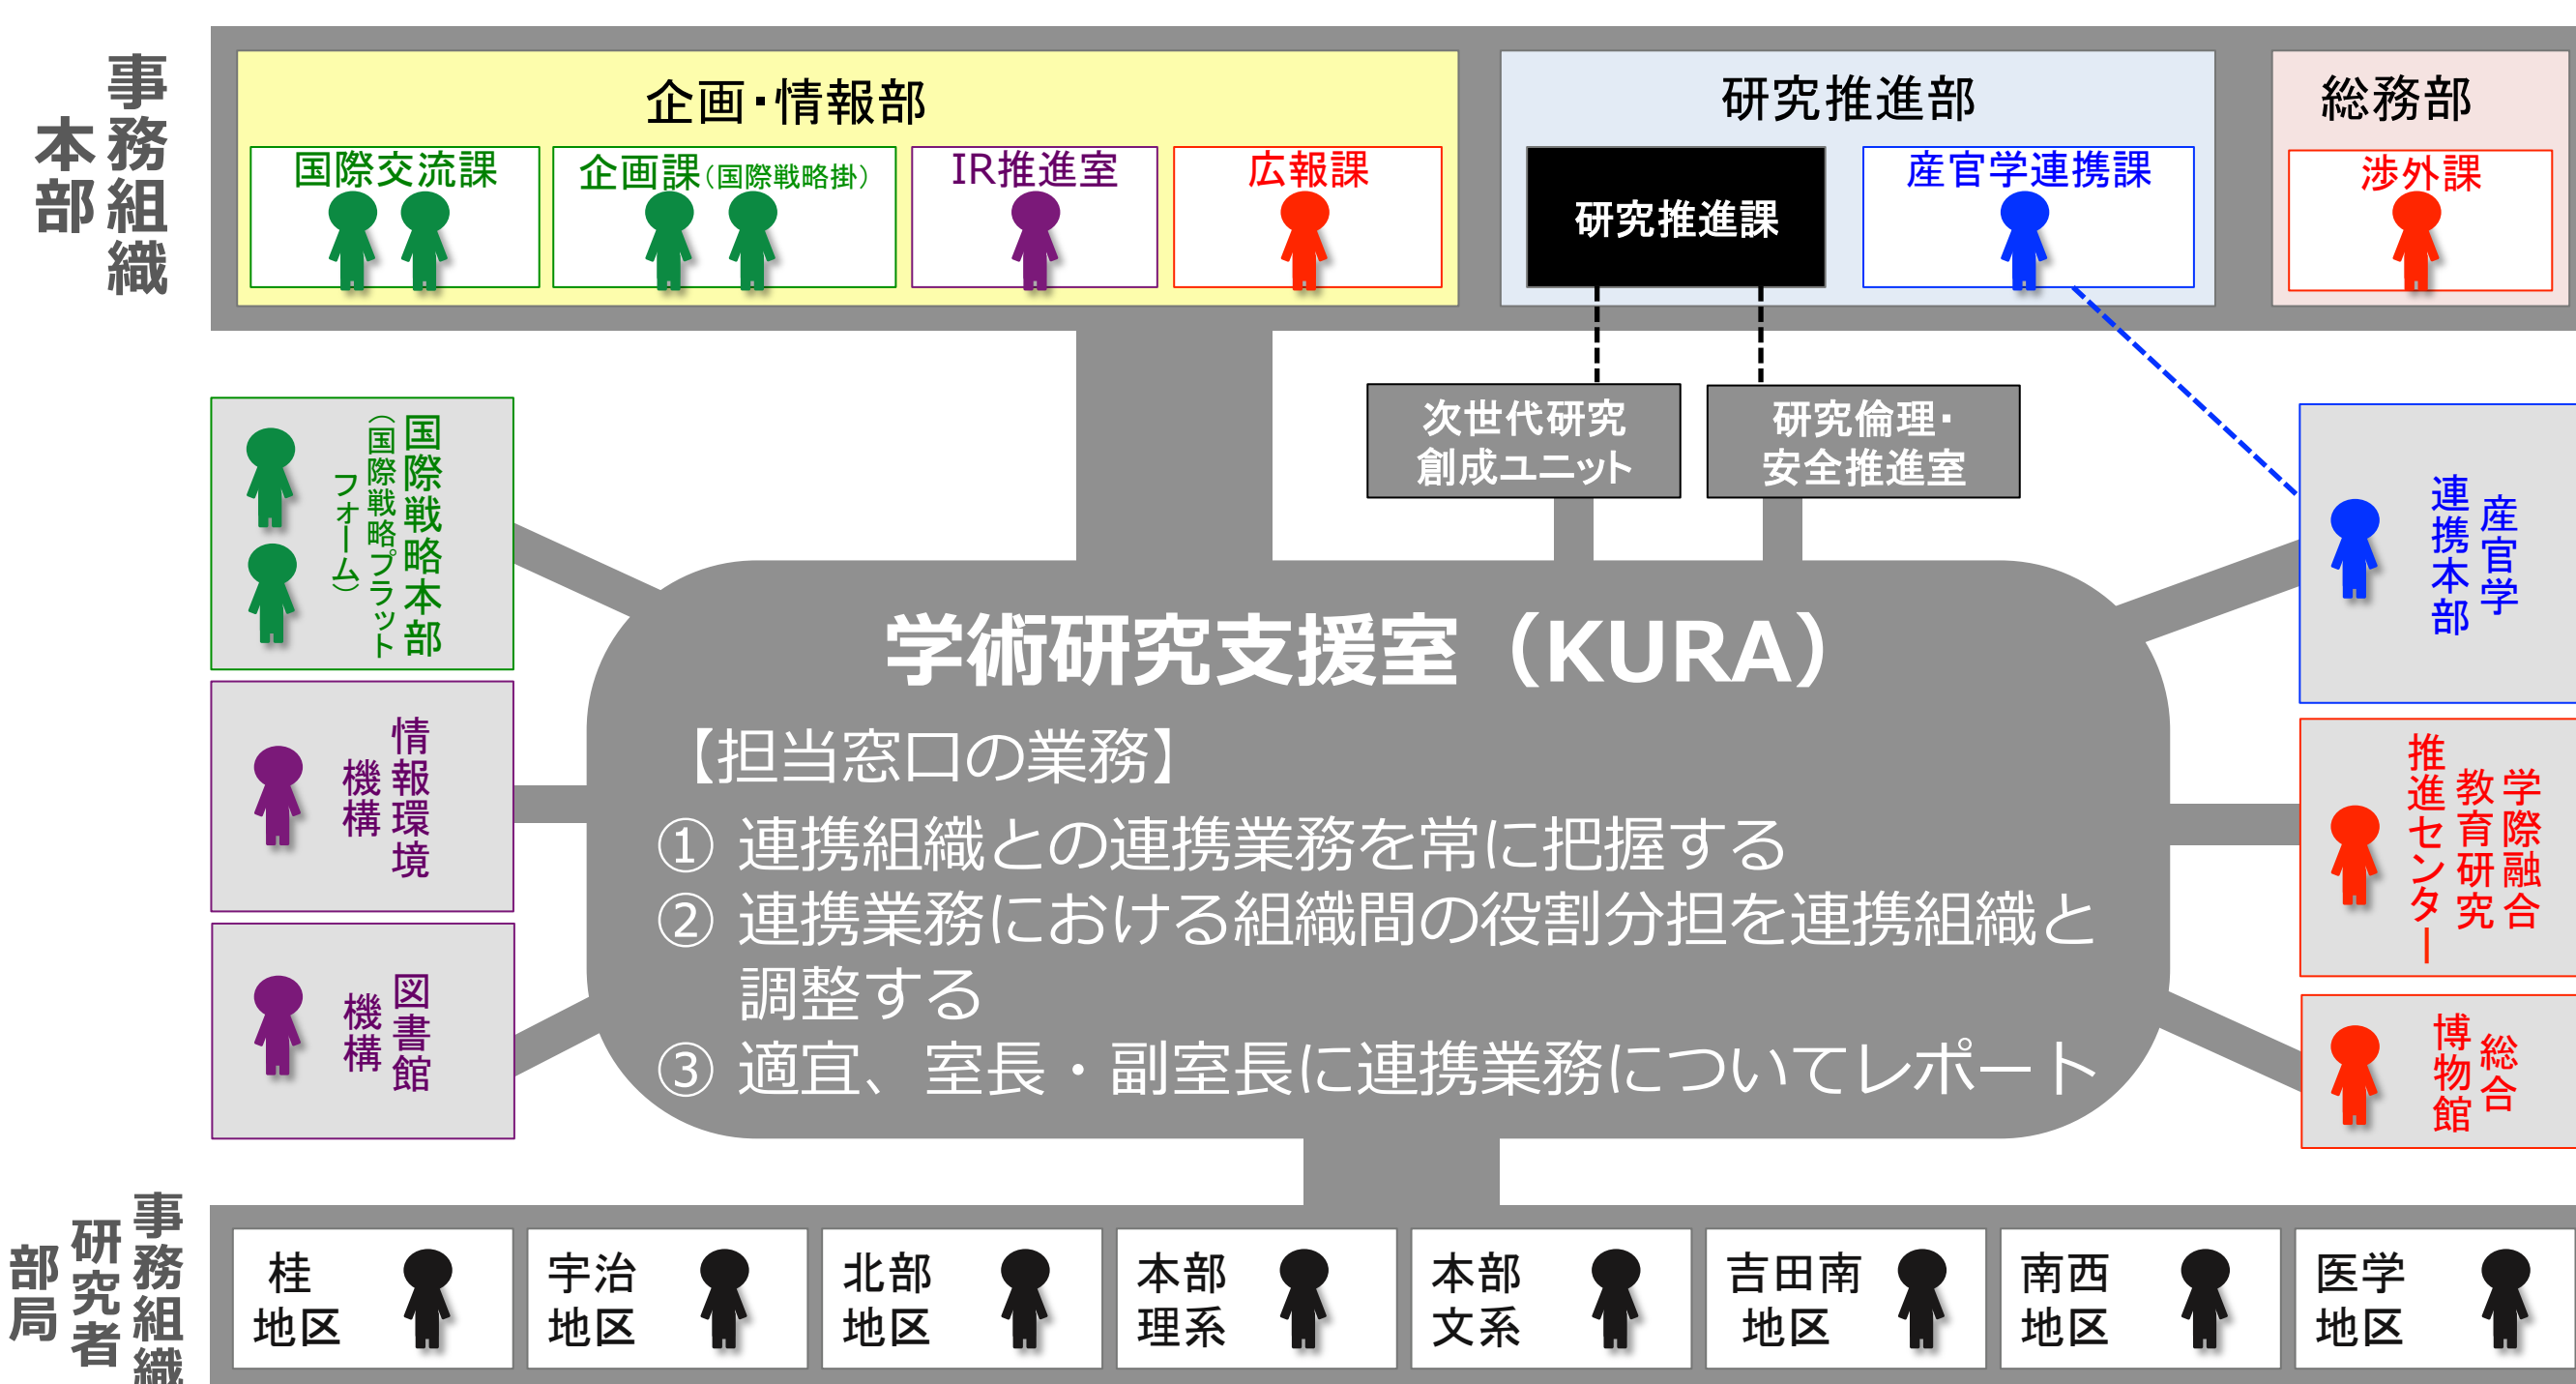 本部
事務組織
企画・情報部
国際交流課
企画課（国際戦略掛）
IR推進室
広報課
研究推進部
研究推進課
産官学連携課
総務部
渉外課
次世代研究
創成ユニット
研究倫理・
安全推進室
国際戦略本部
（国際戦略プラット
フォーム）
情報環境
機構
図書館
機構
産官学
連携本部
学際融合
教育研究
推進センター
総合
博物館
学術研究支援室（KURA）
【担当窓口の業務】
① 連携組織との連携業務を常に把握する
② 連携業務における組織間の役割分担を連携組織と
調整する
③ 適宜、室長・副室長に連携業務についてレポート
事務組織
研究者
部局
桂
地区
宇治
地区
北部
地区
本部
理系
本部
文系
吉田南
地区
南西
地区
医学
地区